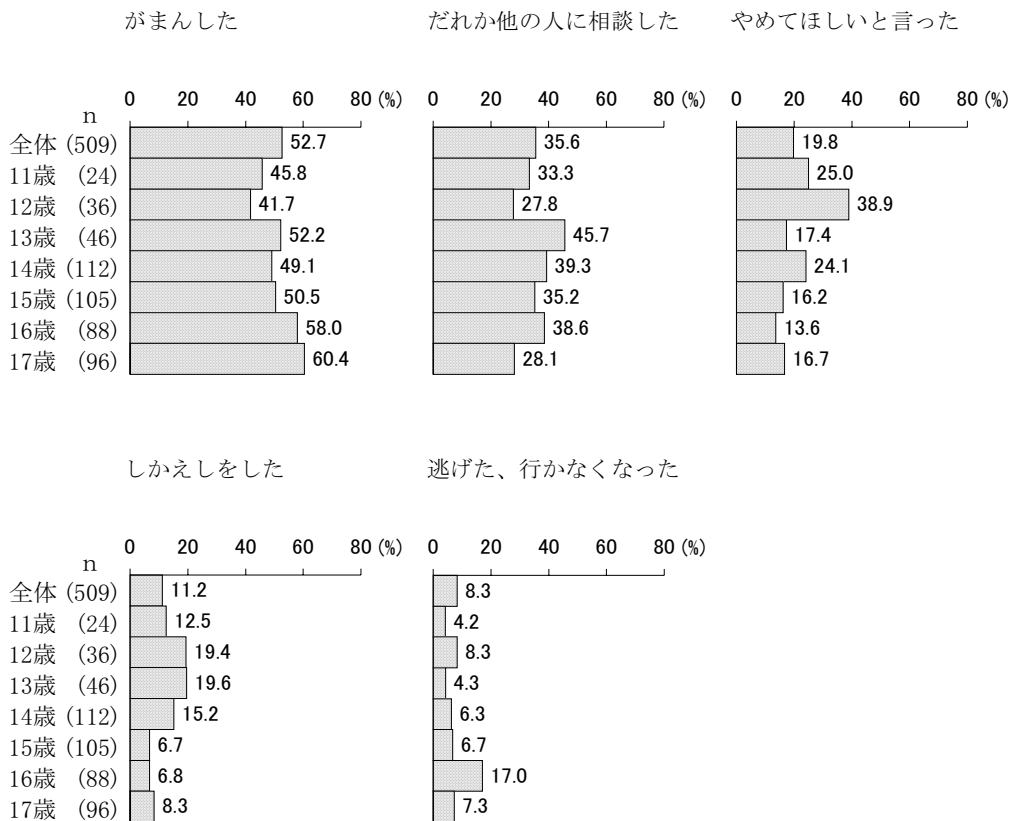 がまんした だれか他の人に相談した やめてほしいと言った
0 20 40 60 80 (%) 0 20 40 60 80 (%) 0 20 40 60 80 (%)
n
全体 (509) 52.7 35.6 19.8
11歳 (24) 45.8 33.3 25.0
12歳 (36) 41.7 27.8 38.9
13歳 (46) 52.2 45.7 17.4
14歳 (112) 49.1 39.3 24.1
15歳 (105) 50.5 35.2 16.2
16歳 (88) 58.0 38.6 13.6
17歳 (96) 60.4 28.1 16.7
しかえしをした 逃げた、行かなくなった
0 20 40 60 80 (%) 0 20 40 60 80 (%)
n
全体 (509) 11.2 8.3
11歳 (24) 12.5 4.2
12歳 (36) 19.4 8.3
13歳 (46) 19.6 4.3
14歳 (112) 15.2 6.3
15歳 (105) 6.7 6.7
16歳 (88) 6.8 17.0
17歳 (96) 8.3 7.3